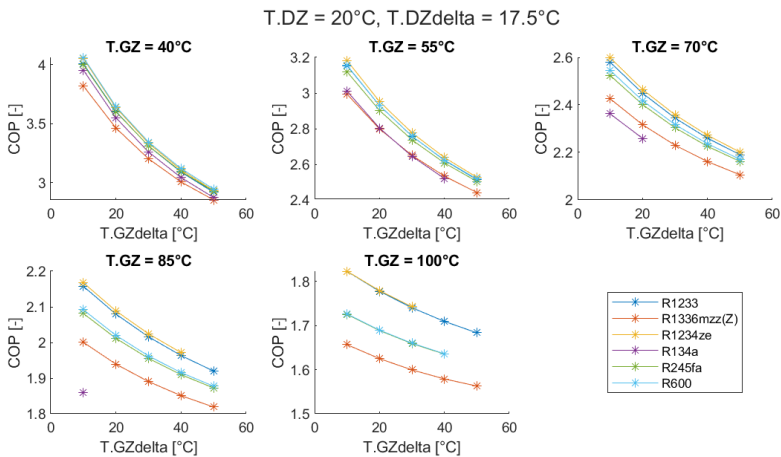 T.DZ = 20°C, T.DZdelta = 17.5°C
T.GZ = 40°C
4
3.5
3
COP [-]
0
20
40
60
T.GZdelta [°C]
T.GZ = 55°C
3.2
3
2.8
2.6
2.4
COP [-]
0
20
40
60
T.GZdelta [°C]
T.GZ = 70°C
2.6
2.4
2.2
2
COP [-]
0
20
40
60
T.GZdelta [°C]
T.GZ = 85°C
2.2
2.1
2
1.9
1.8
COP [-]
0
20
40
60
T.GZdelta [°C]
T.GZ = 100°C
1.8
1.7
1.6
1.5
COP [-]
0
20
40
60
T.GZdelta [°C]
R1233
R1336mzz(Z)
R1234ze
R134a
R245fa
R600